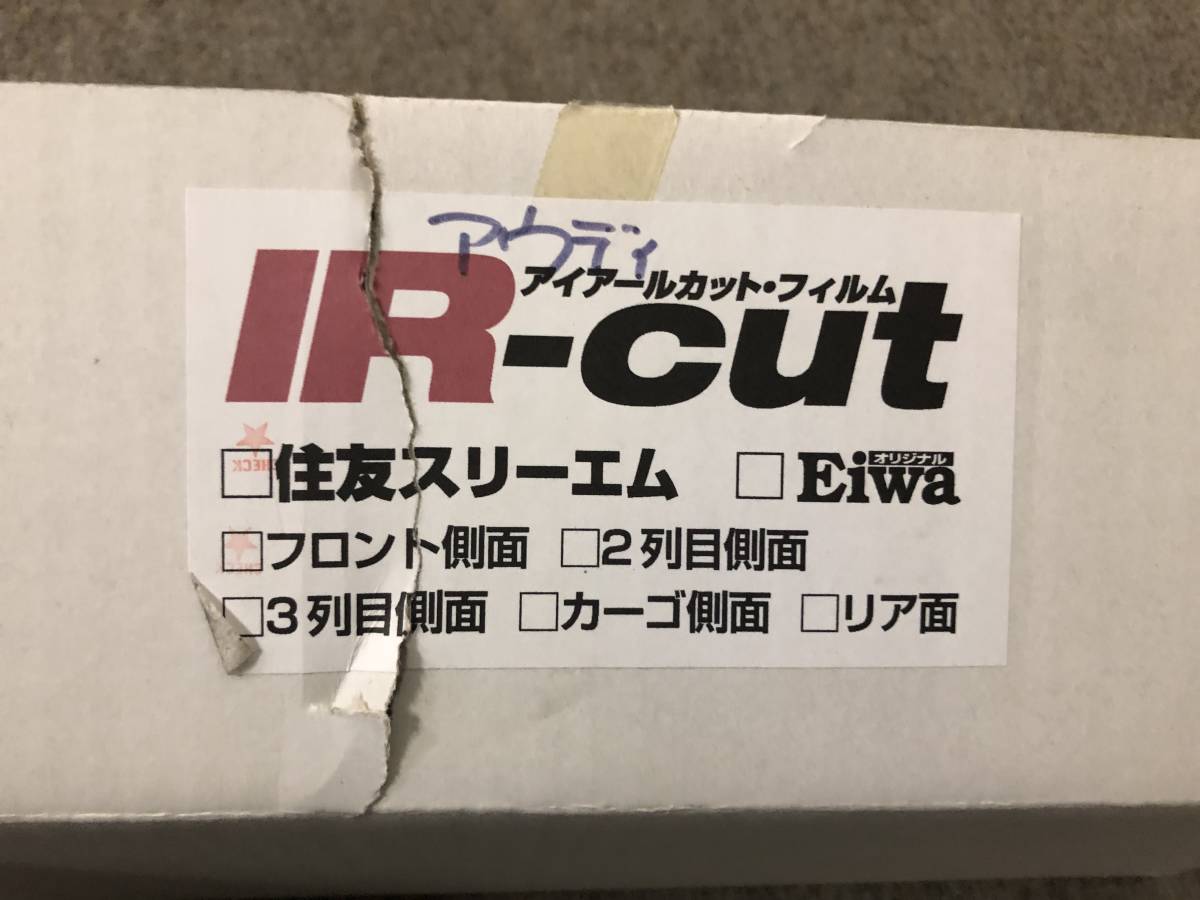 アウディ
アイアールカット・フィルム
IR-cut
□住友スリーエム □Eiwa オリジナル
□フロント側面 □2列目側面
□3列目側面 □カーゴ側面 □リア面
CHECK